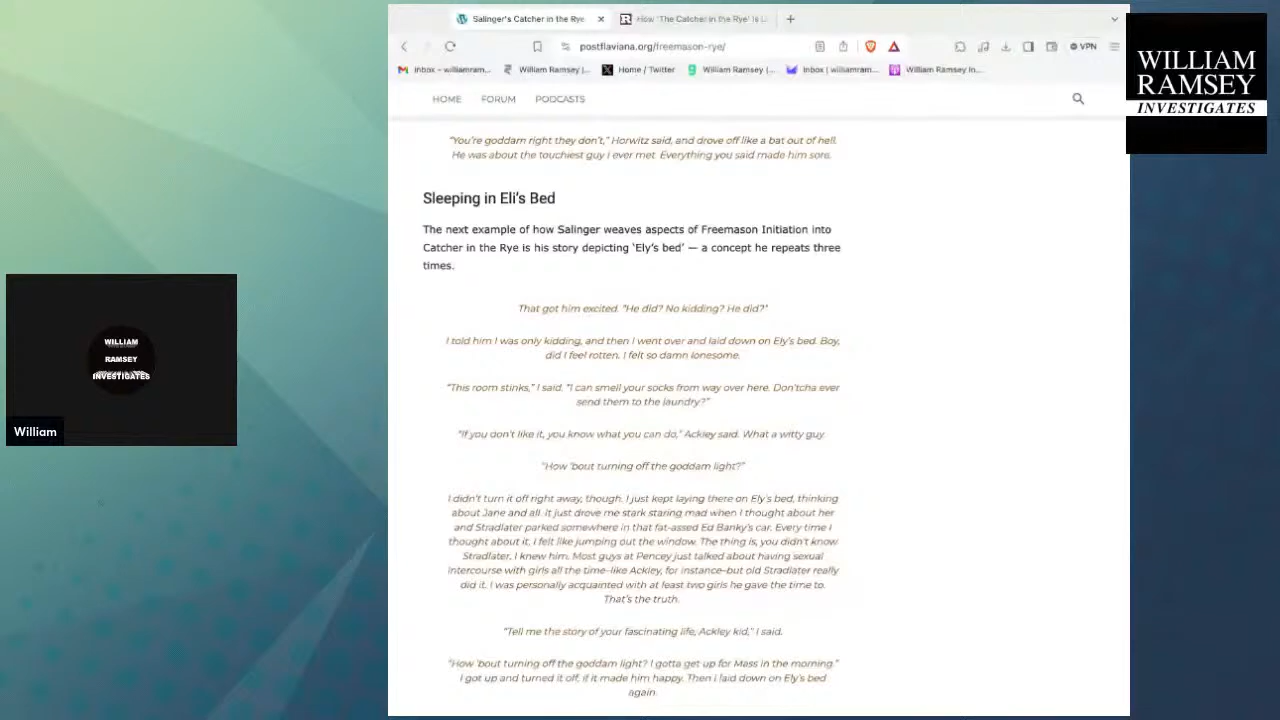 Salinger's Catcher in the Rye
How 'The Catcher in the Rye' is
postflaviana.org/freemason-rye/
VPN
Inbox – williamram...
William Ramsey |...
Home / Twitter
William Ramsey |...
Inbox | williamram...
William Ramsey In...
HOME
FORUM
PODCASTS
"You're goddam right they don't," Horwitz said, and drove off like a bat out of hell.
He was about the touchiest guy I ever met. Everything you said made him sore.
Sleeping in Eli's Bed
The next example of how Salinger weaves aspects of Freemason Initiation into
Catcher in the Rye is his story depicting 'Ely's bed' — a concept he repeats three
times.
That got him excited. "He did? No kidding? He did?"
I told him I was only kidding, and then I went over and laid down on Ely's bed. Boy,
did I feel rotten. I felt so damn lonesome.
"This room stinks," I said. "I can smell your socks from way over here. Don'tcha ever
send them to the laundry?"
"If you don't like it, you know what you can do," Ackley said. What a witty guy.
"How 'bout turning off the goddam light?"
I didn't turn it off right away, though. I just kept laying there on Ely's bed, thinking
about Jane and all. It just drove me stark staring mad when I thought about her
and Stradlater parked somewhere in that fat-assed Ed Banky's car. Every time I
thought about it, I felt like jumping out the window. The thing is, you didn't know
Stradlater. I knew him. Most guys at Pencey just talked about having sexual
intercourse with girls all the time–like Ackley, for instance–but old Stradlater really
did it. I was personally acquainted with at least two girls he gave the time to.
That's the truth.
"Tell me the story of your fascinating life, Ackley kid," I said.
"How 'bout turning off the goddam light? I gotta get up for Mass in the morning."
I got up and turned it off, if it made him happy. Then I laid down on Ely's bed
again.
WILLIAM
RAMSEY
INVESTIGATES
WILLIAM
RAMSEY
INVESTIGATES
William